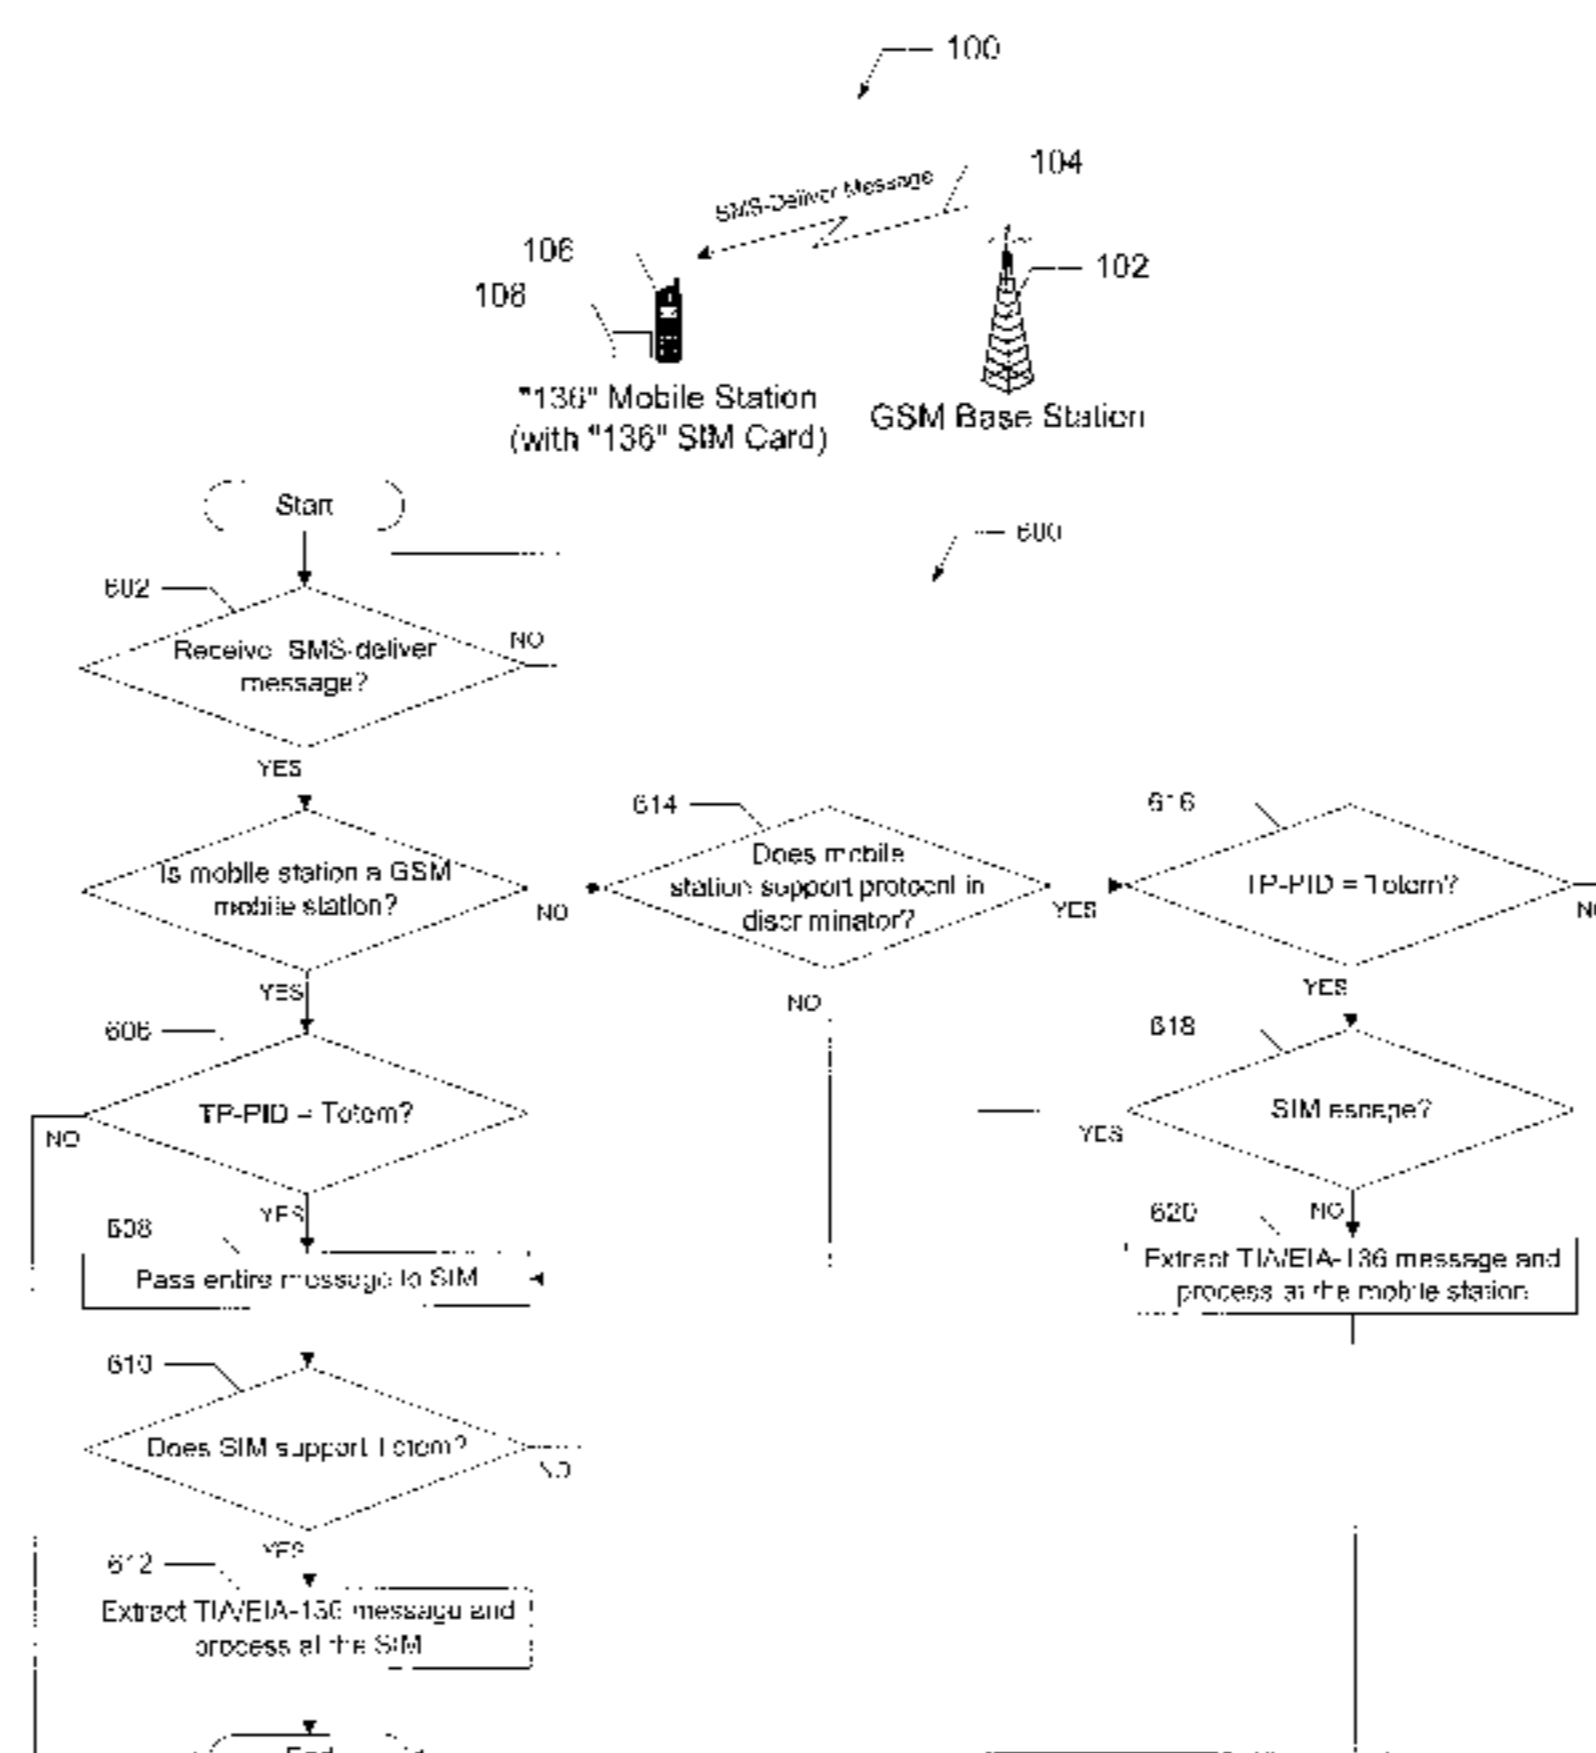 100
104
SMS-Deliver Message
106
102
108
"136" Mobile Station
(with "136" SIM Card)
GSM Base Station
Start
600
602
Receive SMS-deliver
message?
NO
YES
614
616
Is mobile station a GSM
mobile station?
NO
Does mobile
station support protocol in
discriminator?
YES
TP-PID = Totem?
YES
NO
YES
606
618
TP-PID = Totem?
NO
SIM escape?
YES
YES
608
620
NO
Pass entire message to SIM
Extract TIA/EIA-136 message and
process at the mobile station
610
Does SIM support Totem?
NO
YES
612
Extract TIA/EIA-136 message and
process at the SIM
End